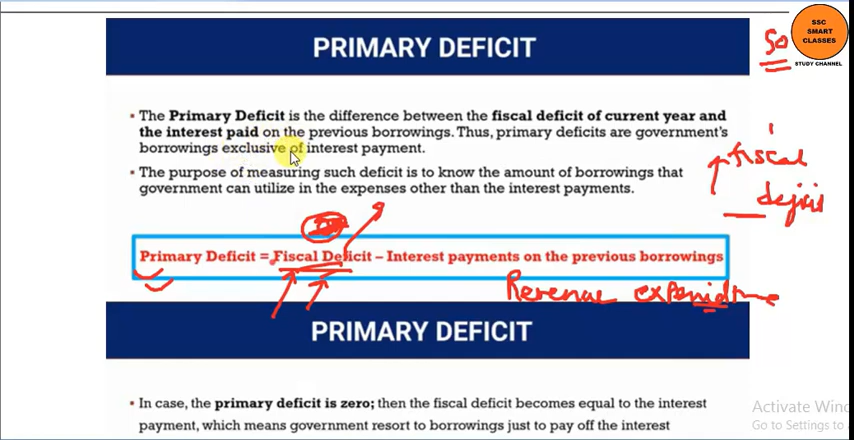 SSC
SMART
CLASSES
STUDY CHANNEL
So
PRIMARY DEFICIT
▪ The Primary Deficit is the difference between the fiscal deficit of current year and
the interest paid on the previous borrowings. Thus, primary deficits are government's
borrowings exclusive of interest payment.
▪ The purpose of measuring such deficit is to know the amount of borrowings that
government can utilize in the expenses other than the interest payments.
fiscal
deficit
Primary Deficit = Fiscal Deficit – Interest payments on the previous borrowings
Revenue expenditure
PRIMARY DEFICIT
▪ In case, the primary deficit is zero; then the fiscal deficit becomes equal to the interest
payment, which means government resort to borrowings just to pay off the interest
Activate Wind
Go to Settings to